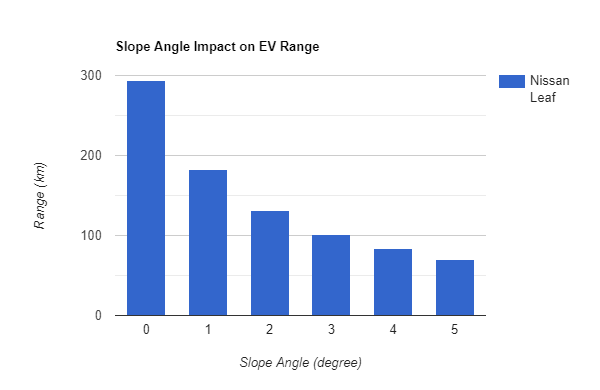 Slope Angle Impact on EV Range
Nissan
Leaf
300
200
100
0
Range (km)
0 1 2 3 4 5
Slope Angle (degree)